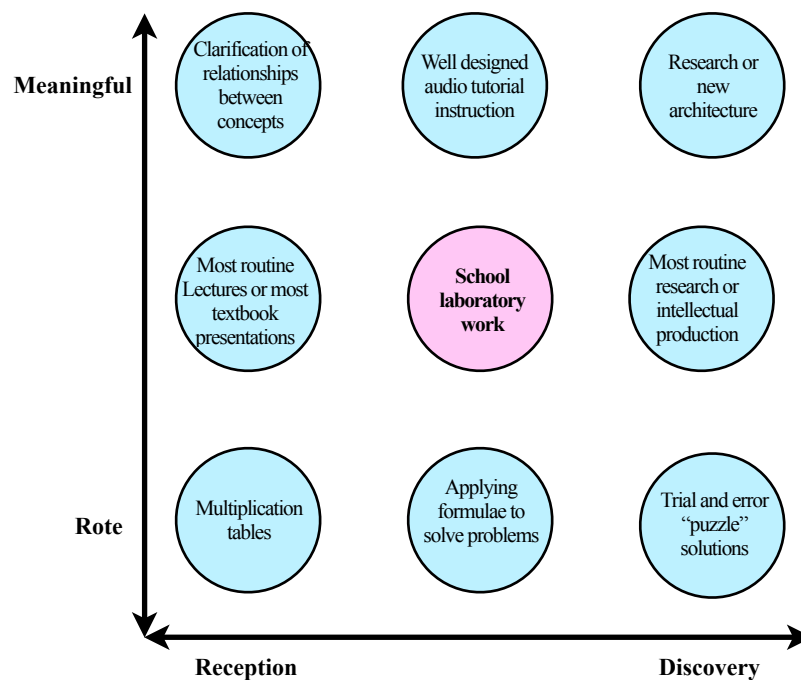 Meaningful
Clarification of
relationships
between
concepts
Well designed
audio tutorial
instruction
Research or
new
architecture
Most routine
Lectures or most
textbook
presentations
School
laboratory
work
Most routine
research or
intellectual
production
Rote
Multiplication
tables
Applying
formulae to
solve problems
Trial and error
“puzzle”
solutions
Reception
Discovery